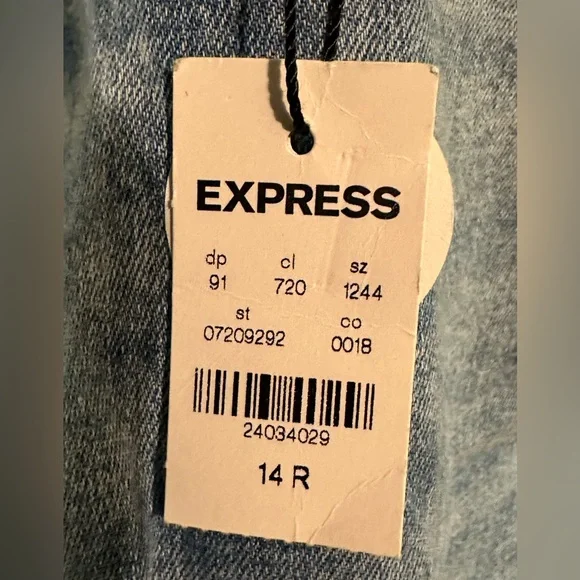 EXPRESS
dp cl sz
91 720 1244
st co
07209292 0018
24034029
14 R